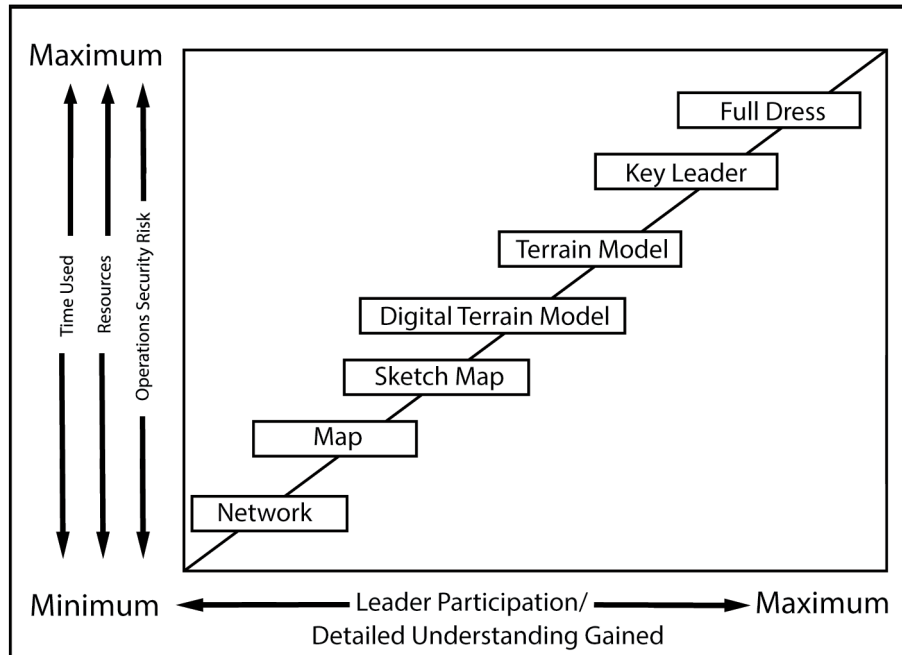 Maximum
Full Dress
Key Leader
Terrain Model
Digital Terrain Model
Sketch Map
Map
Network
Time Used
Resources
Operations Security Risk
Minimum
Leader Participation/
Detailed Understanding Gained
Maximum